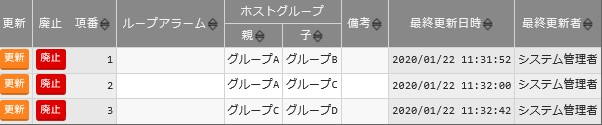 更新 廃止 項番 ループアラーム ホストグループ 備考 最終更新日時 最終更新者
親 子
更新 廃止 1 グループA グループB 2020/01/22 11:31:52 システム管理者
更新 廃止 2 グループA グループC 2020/01/22 11:32:00 システム管理者
更新 廃止 3 グループC グループD 2020/01/22 11:32:42 システム管理者